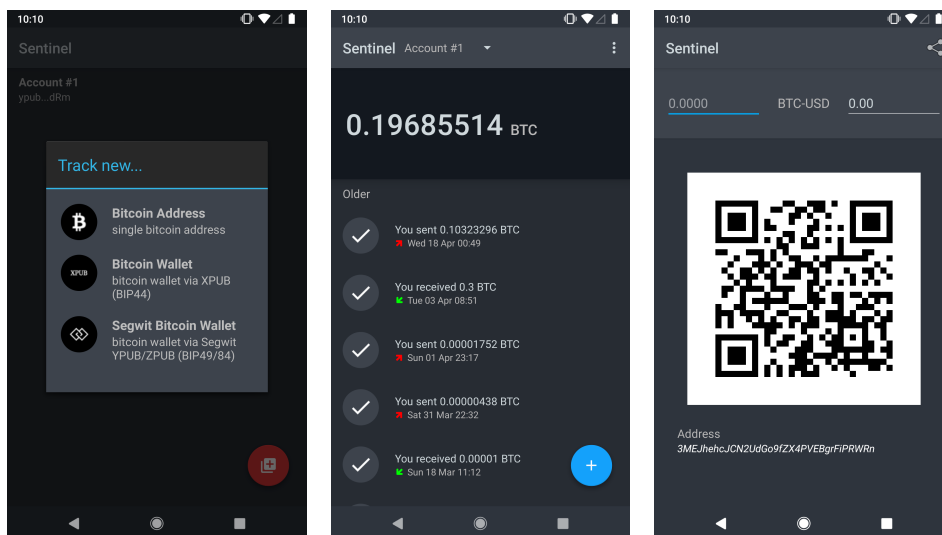 10:10
Sentinel
Account #1
ypub...dRm
Track new...
Bitcoin Address
single bitcoin address
XPUB
Bitcoin Wallet
bitcoin wallet via XPUB
(BIP44)
Segwit Bitcoin Wallet
bitcoin wallet via Segwit
YPUB/ZPUB (BIP49/84)
10:10
Sentinel Account #1
0.19685514 BTC
Older
You sent 0.10323296 BTC
Wed 18 Apr 00:49
You received 0.3 BTC
Tue 03 Apr 08:51
You sent 0.00001752 BTC
Sun 01 Apr 23:17
You sent 0.00000438 BTC
Sat 31 Mar 22:32
You received 0.00001 BTC
Sun 18 Mar 11:12
10:10
Sentinel
0.0000 BTC-USD 0.00
Address
3MEJhehcJCN2UdGo9fZX4PVEBgrFiPRWRn